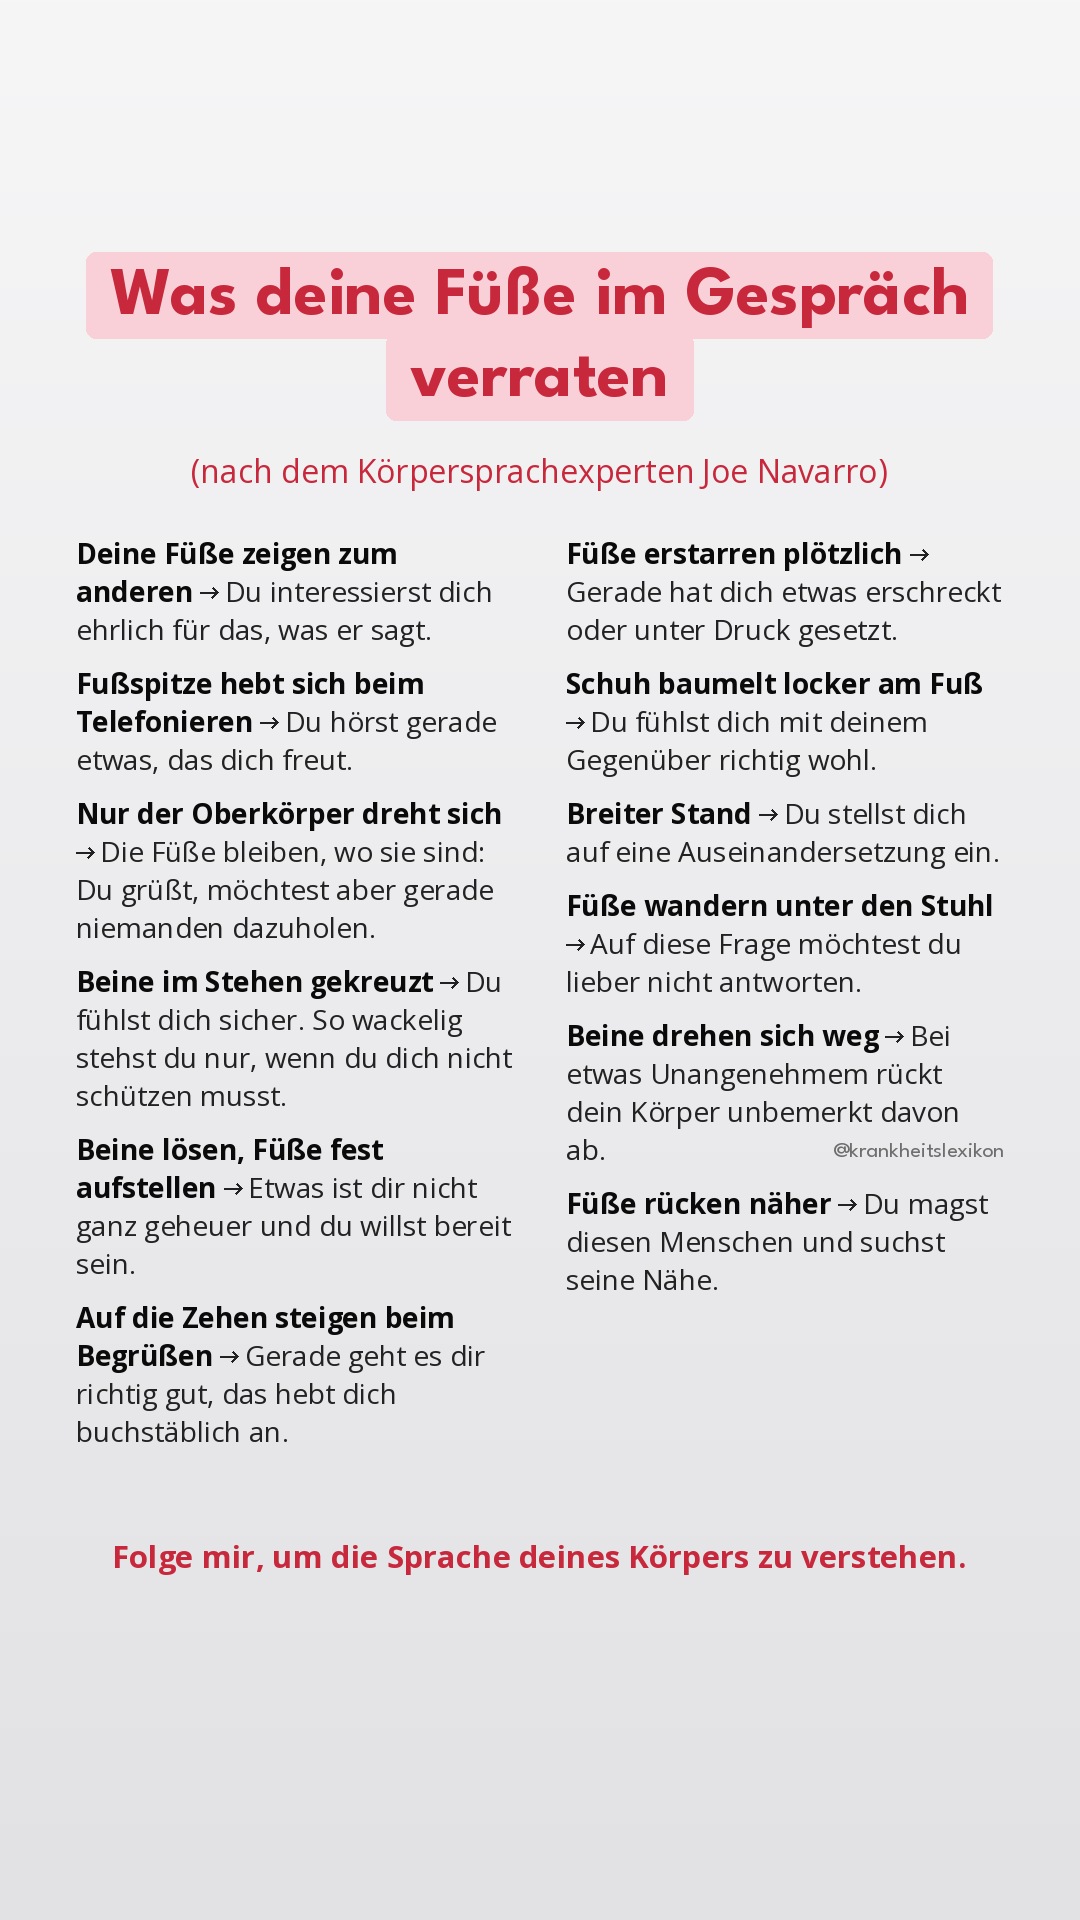 Was deine Füße im Gespräch
verraten
(nach dem Körpersprachexperten Joe Navarro)
Deine Füße zeigen zum
anderen → Du interessierst dich
ehrlich für das, was er sagt.
Fußspitze hebt sich beim
Telefonieren → Du hörst gerade
etwas, das dich freut.
Nur der Oberkörper dreht sich
→ Die Füße bleiben, wo sie sind:
Du grüßt, möchtest aber gerade
niemanden dazuholen.
Beine im Stehen gekreuzt → Du
fühlst dich sicher. So wackelig
stehst du nur, wenn du dich nicht
schützen musst.
Beine lösen, Füße fest
aufstellen → Etwas ist dir nicht
ganz geheuer und du willst bereit
sein.
Auf die Zehen steigen beim
Begrüßen → Gerade geht es dir
richtig gut, das hebt dich
buchstäblich an.
Füße erstarren plötzlich →
Gerade hat dich etwas erschreckt
oder unter Druck gesetzt.
Schuh baumelt locker am Fuß
→ Du fühlst dich mit deinem
Gegenüber richtig wohl.
Breiter Stand → Du stellst dich
auf eine Auseinandersetzung ein.
Füße wandern unter den Stuhl
→ Auf diese Frage möchtest du
lieber nicht antworten.
Beine drehen sich weg → Bei
etwas Unangenehmem rückt
dein Körper unbemerkt davon
ab.
@krankheitslexikon
Füße rücken näher → Du magst
diesen Menschen und suchst
seine Nähe.
Folge mir, um die Sprache deines Körpers zu verstehen.